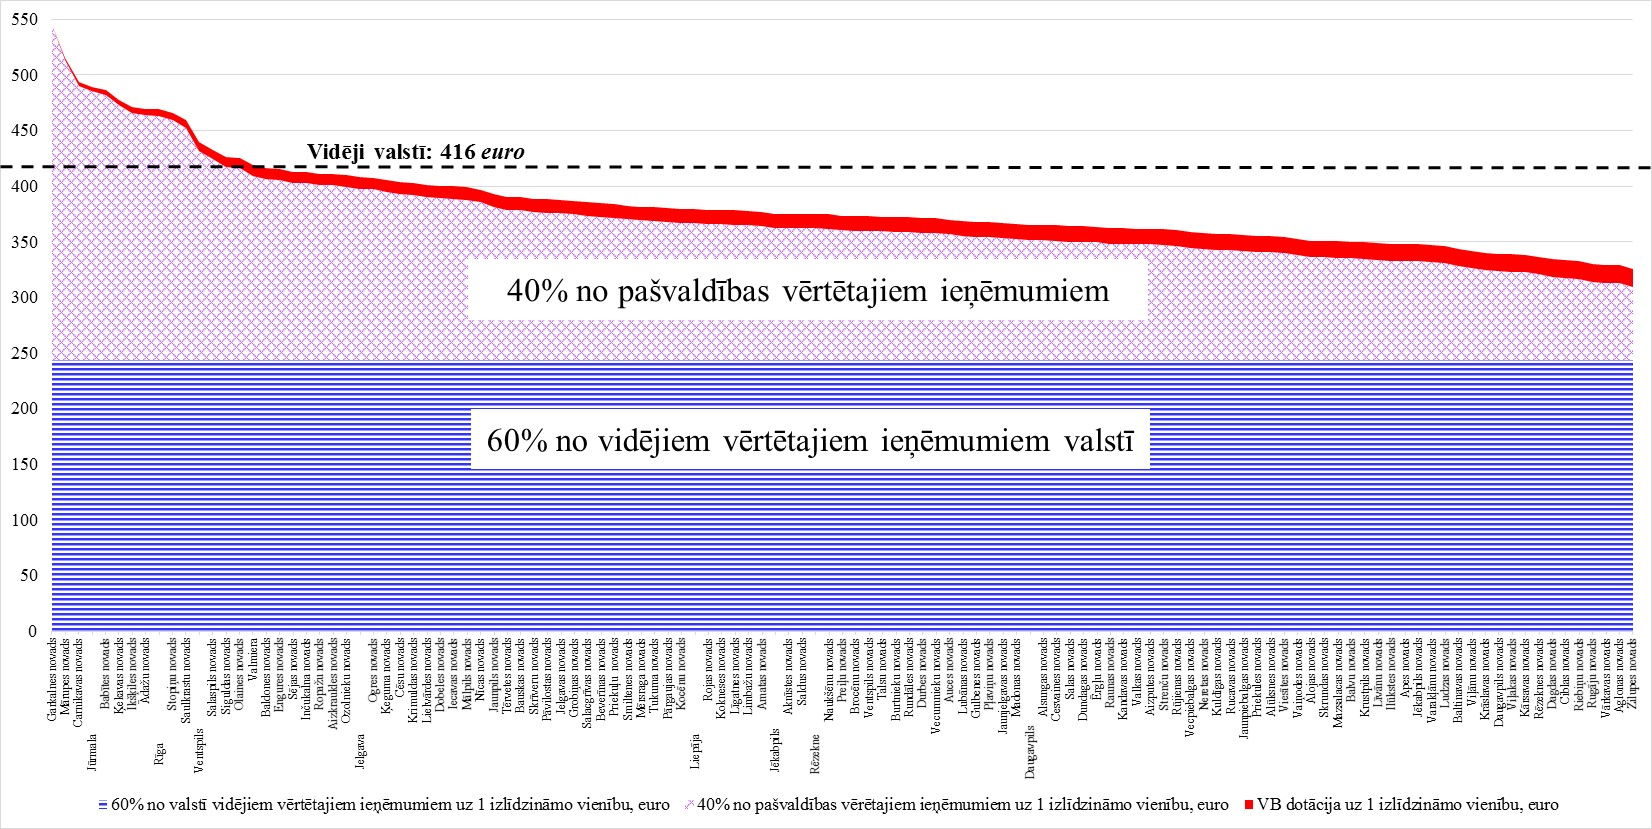 550
500
450
400
350
300
250
200
150
100
50
0
Vidēji valstī: 416 euro
40% no pašvaldības vērtētajiem ieņēmumiem
60% no vidējiem vērtētajiem ieņēmumiem valstī
Garkalnes novads
Mārupes novads
Carnikavas novads
Jūrmala
Babītes novads
Ķekavas novads
Ikšķiles novads
Ādažu novads
Rīga
Stopiņu novads
Saulkrastu novads
Ventspils
Salaspils novads
Siguldas novads
Olaines novads
Valmiera
Baldones novads
Engures novads
Sējas novads
Inčukalna novads
Ropažu novads
Aizkraukles novads
Ozolnieku novads
Jelgava
Ogres novads
Ķeguma novads
Cēsu novads
Krimuldas novads
Lielvārdes novads
Dobeles novads
Iecavas novads
Mālpils novads
Nīcas novads
Jaunpils novads
Tērvetes novads
Bauskas novads
Skrīveru novads
Pāvilostas novads
Jelgavas novads
Grobiņas novads
Salacgrīvas novads
Beverīnas novads
Priekuļu novads
Smiltenes novads
Mērsraga novads
Tukuma novads
Pārgaujas novads
Kocēnu novads
Liepāja
Rojas novads
Kokneses novads
Līgatnes novads
Limbažu novads
Amatas novads
Jēkabpils
Aknīstes novads
Saldus novads
Rēzekne
Naukšēnu novads
Preiļu novads
Brocēnu novads
Ventspils novads
Talsu novads
Burtnieku novads
Rundāles novads
Durbes novads
Vecumnieku novads
Auces novads
Lubānas novads
Gulbenes novads
Pļaviņu novads
Jaunjelgavas novads
Madonas novads
Daugavpils
Alsungas novads
Cesvaines novads
Salas novads
Dundagas novads
Ērgļu novads
Raunas novads
Kandavas novads
Valkas novads
Aizputes novads
Strenču novads
Rūjienas novads
Vecpiebalgas novads
Neretas novads
Kuldīgas novads
Rucavas novads
Jaunpiebalgas novads
Priekules novads
Alūksnes novads
Viesītes novads
Vaiņodes novads
Alojas novads
Skrundas novads
Mazsalacas novads
Balvu novads
Krustpils novads
Līvānu novads
Ilūkstes novads
Apes novads
Jēkabpils novads
Varakļānu novads
Ludzas novads
Baltinavas novads
Viļānu novads
Krāslavas novads
Daugavpils novads
Viļakas novads
Kārsavas novads
Rēzeknes novads
Dagdas novads
Ciblas novads
Riebiņu novads
Rugāju novads
Vārkavas novads
Aglonas novads
Zilupes novads
60% no valstī vidējiem vērtētajiem ieņēmumiem uz 1 izlīdzināmo vienību, euro 40% no pašvaldības vērētajiem ieņēmumiem uz 1 izlīdzināmo vienību, euro VB dotācija uz 1 izlīdzināmo vienību, euro